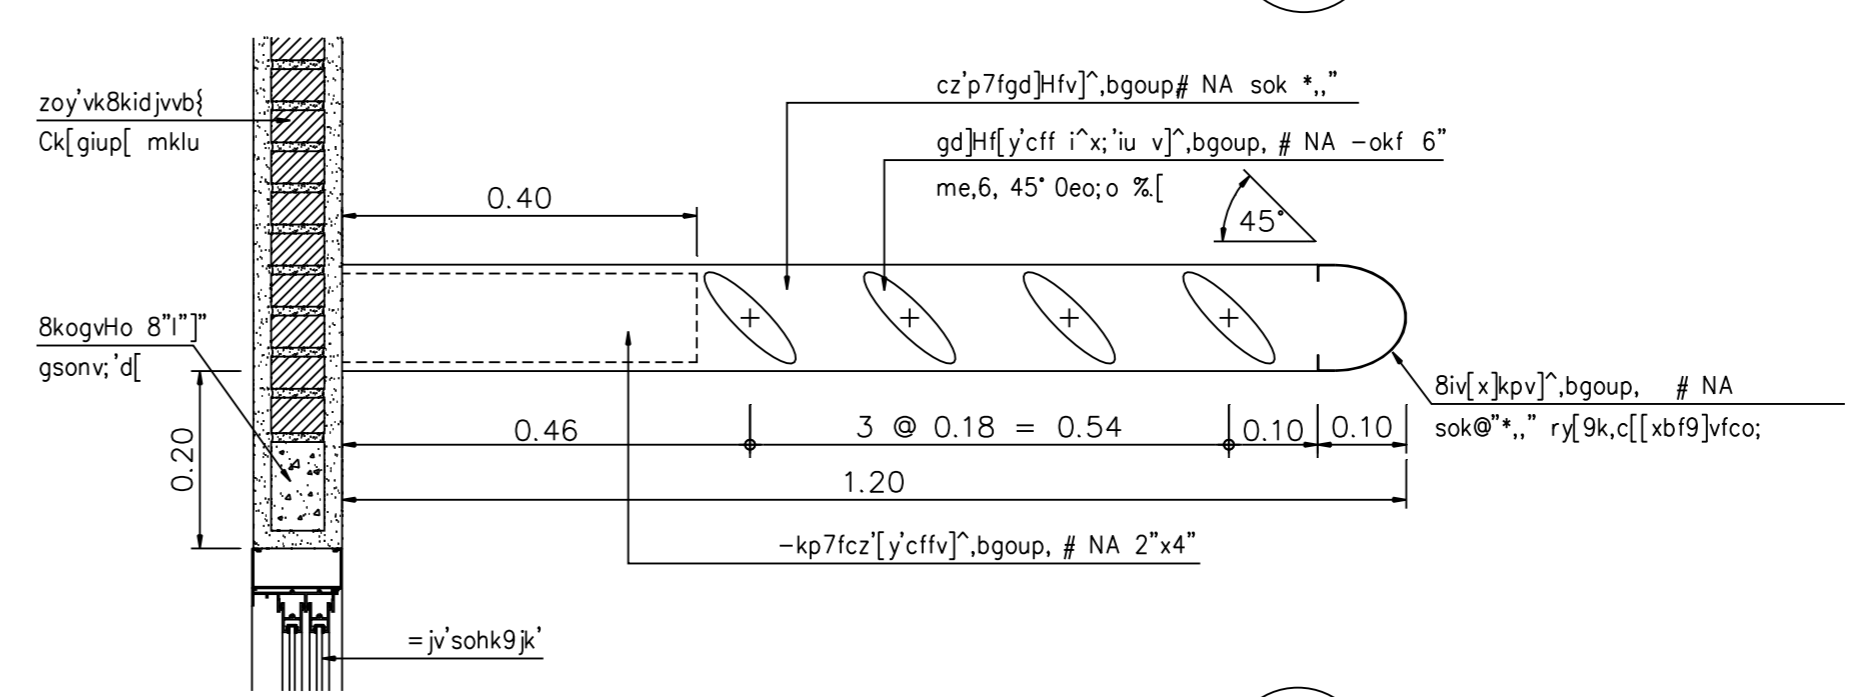 cz'p7fgd]Hfv]^,bgoup# NA sok *,,"
zoy'vk8kidjvvb{
Ck[giup[ mklu
gd]Hf[y'cff i^x;'iu v]^,bgoup, # NA -okf 6"
me,6, 45° 0eo;o %.[
0.40
45°
8kogvHo 8"l"]"
gsonv;'d[
8iv[x]kpv]^,bgoup, # NA
sok@"*,," ry[9k,c[[xbf9]vfco;
0.20
0.46
3 @ 0.18 = 0.54
0.10
0.10
1.20
-kp7fcz'[y'cffv]^,bgoup, # NA 2"x4"
=jv'sohk9jk'